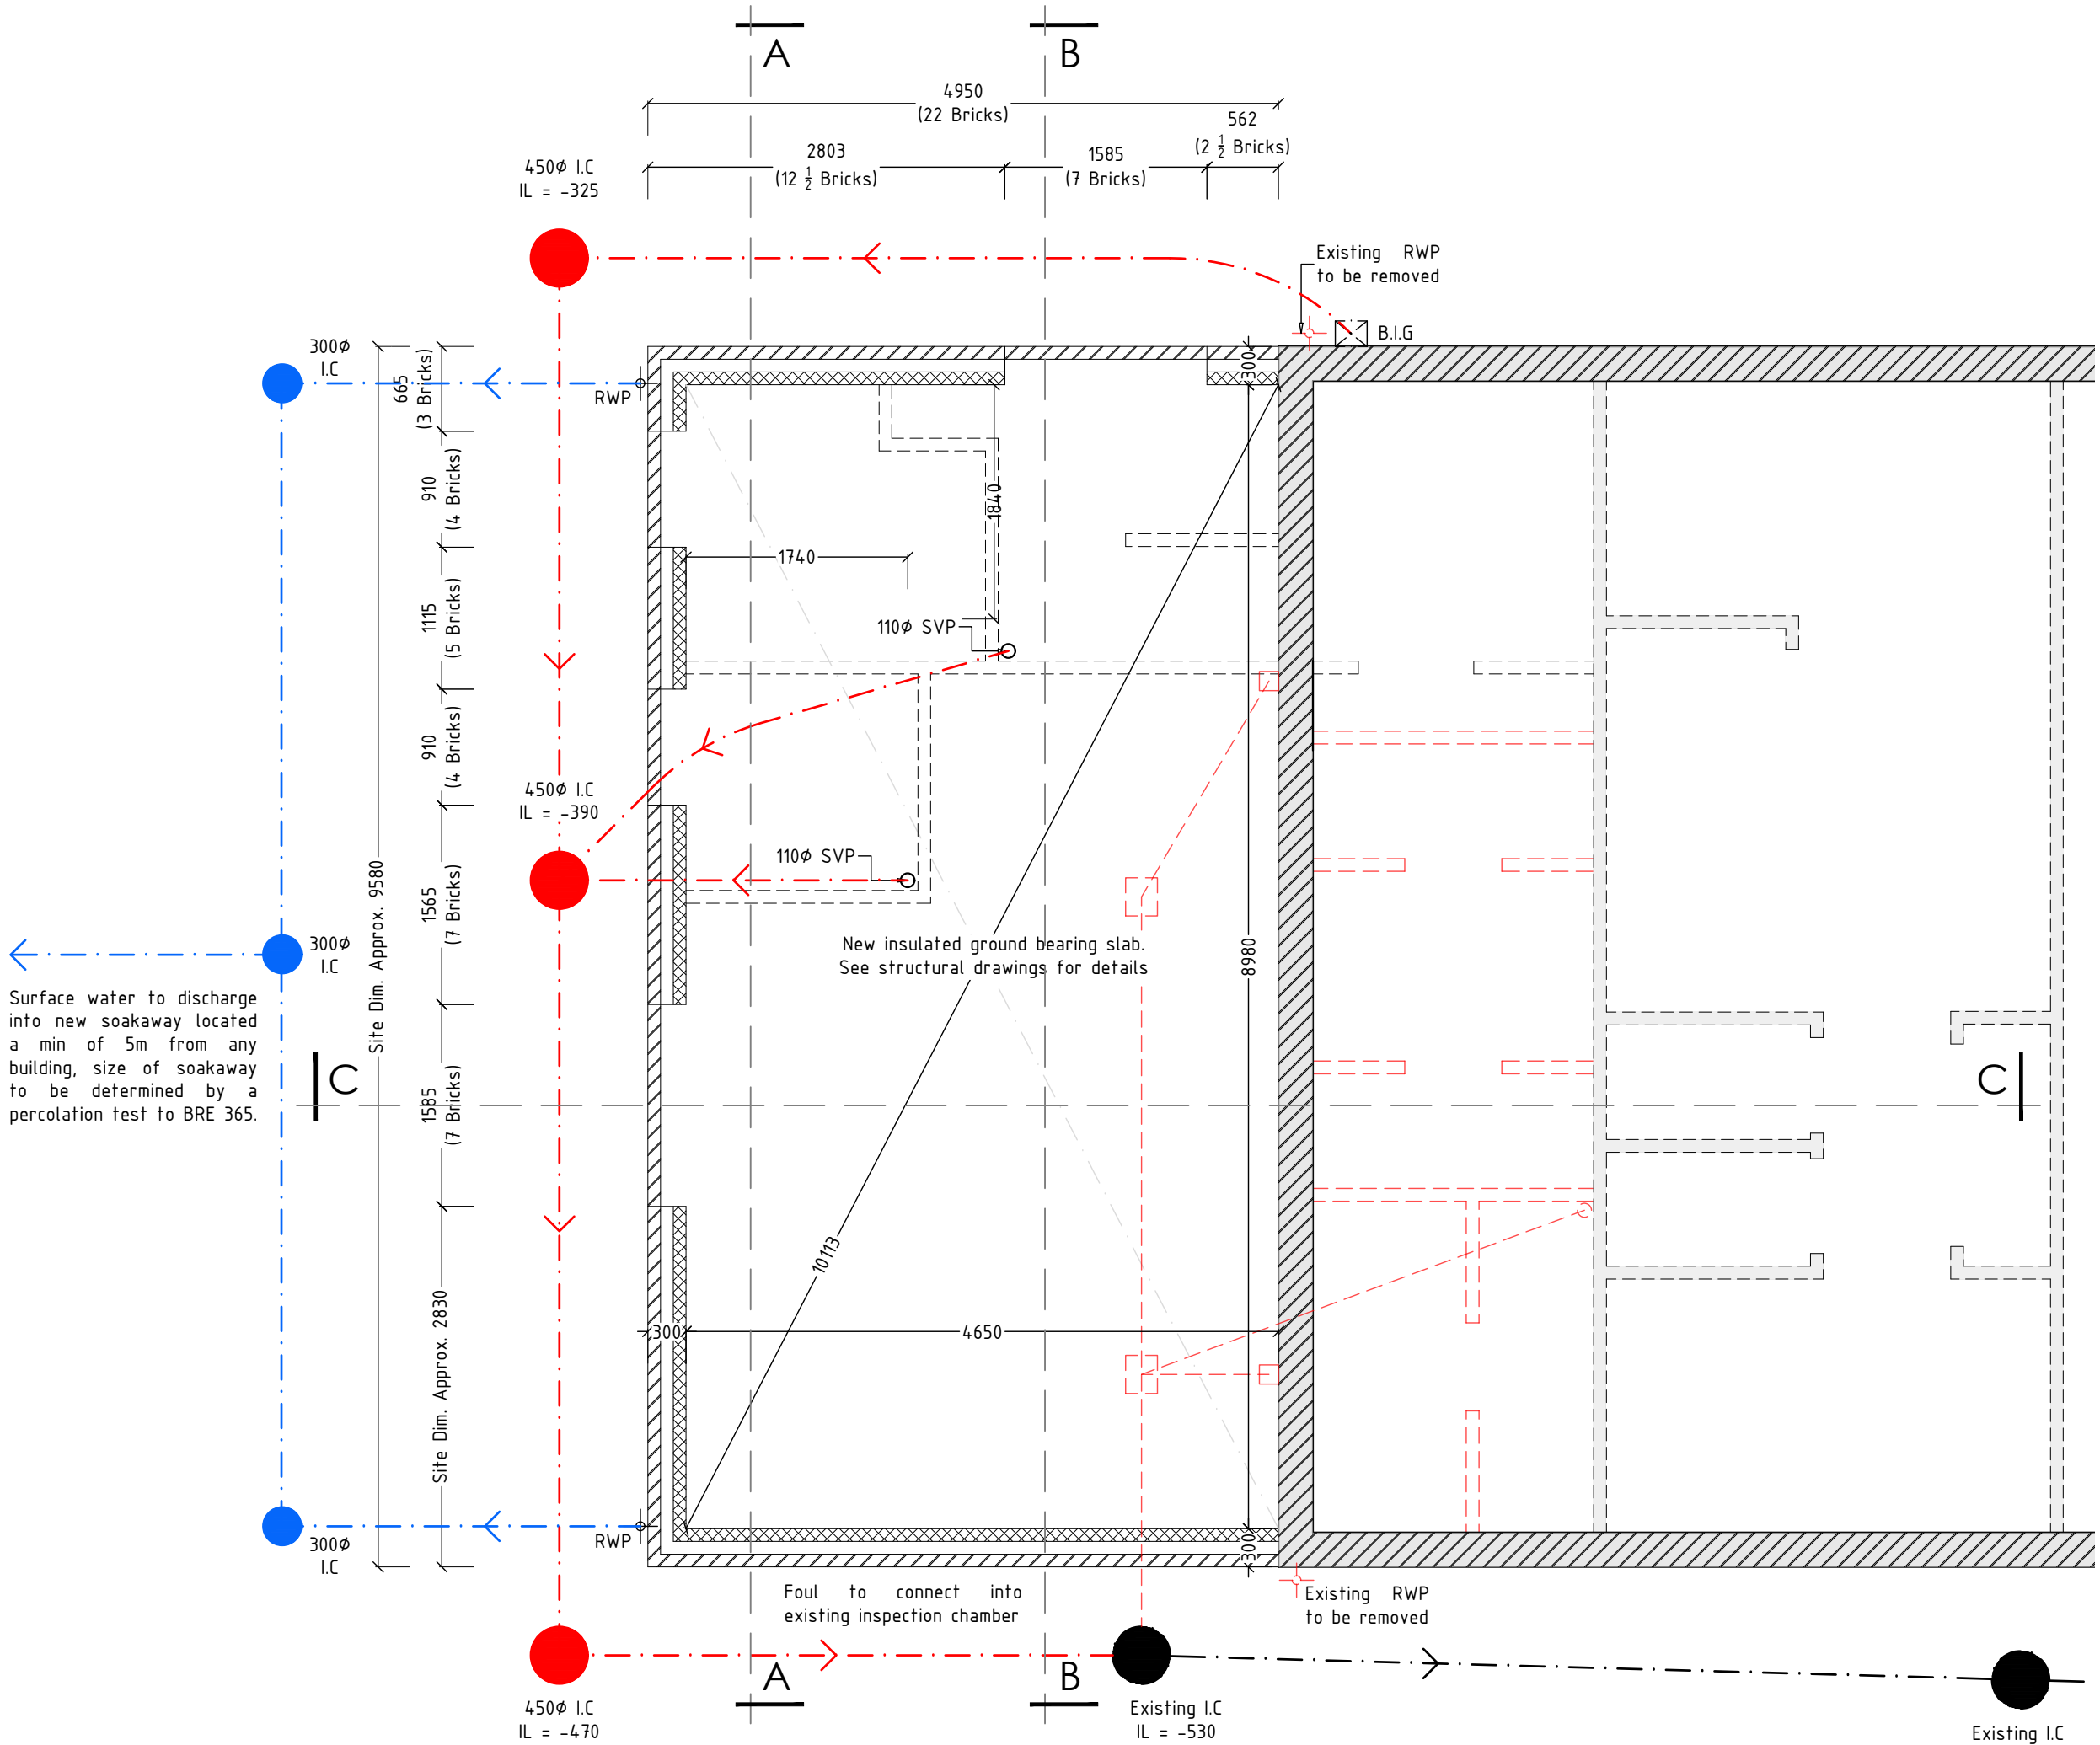 A
B
4950
(22 Bricks)
562
(2 1/2 Bricks)
2803
(12 1/2 Bricks)
1585
(7 Bricks)
450Ø I.C
IL = -325
Existing RWP
to be removed
B.I.G
300Ø
I.C
665
(3 Bricks)
RWP
300
910
(4 Bricks)
1840
1740
1115
(5 Bricks)
110Ø SVP
910
(4 Bricks)
450Ø I.C
IL = -390
110Ø SVP
Site Dim. Approx. 9580
1565
(7 Bricks)
300Ø
I.C
New insulated ground bearing slab.
See structural drawings for details
8980
Surface water to discharge
into new soakaway located
a min of 5m from any
building, size of soakaway
to be determined by a
percolation test to BRE 365.
C
C
1585
(7 Bricks)
10113
Site Dim. Approx. 2830
300
4650
RWP
300Ø
I.C
300
Foul to connect into
existing inspection chamber
Existing RWP
to be removed
A
B
450Ø I.C
IL = -470
Existing I.C
IL = -530
Existing I.C